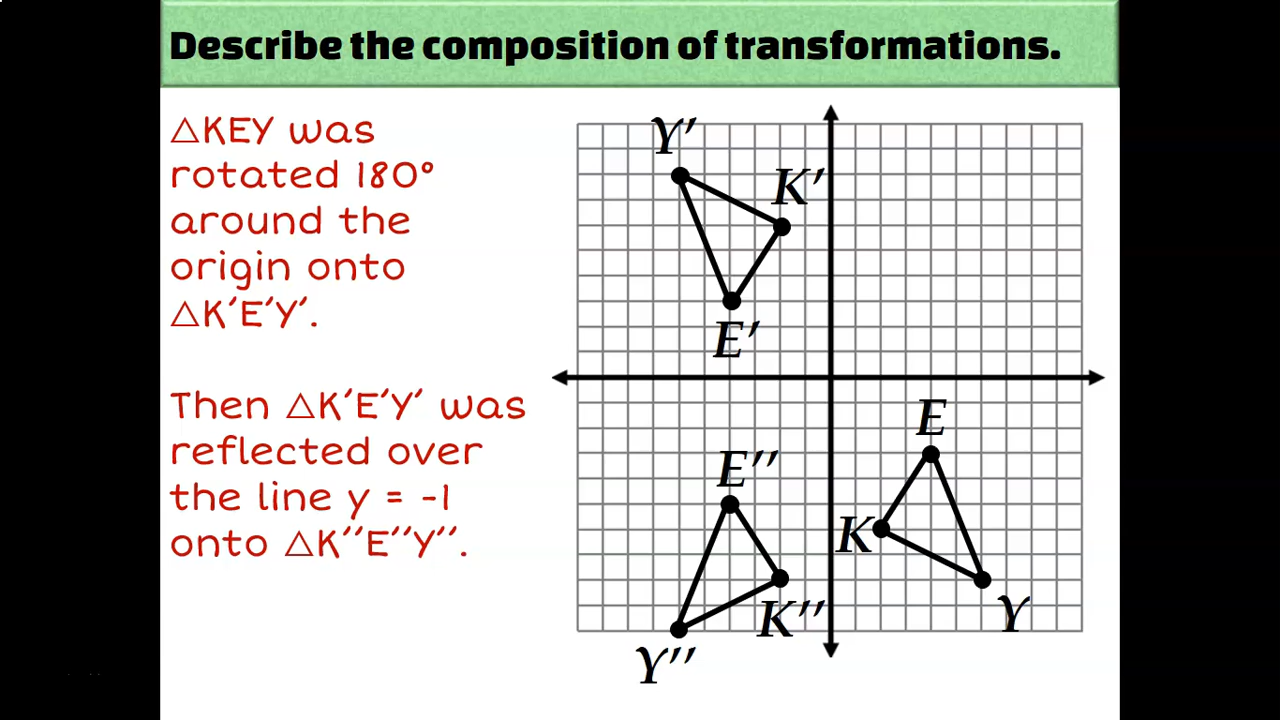 Describe the composition of transformations.
△KEY was
rotated 180°
around the
origin onto
△K′E′Y′.
Then △K′E′Y′ was
reflected over
the line y = -1
onto △K′′E′′Y′′.
Y′
K′
E′
E
K
Y
E′′
K′′
Y′′